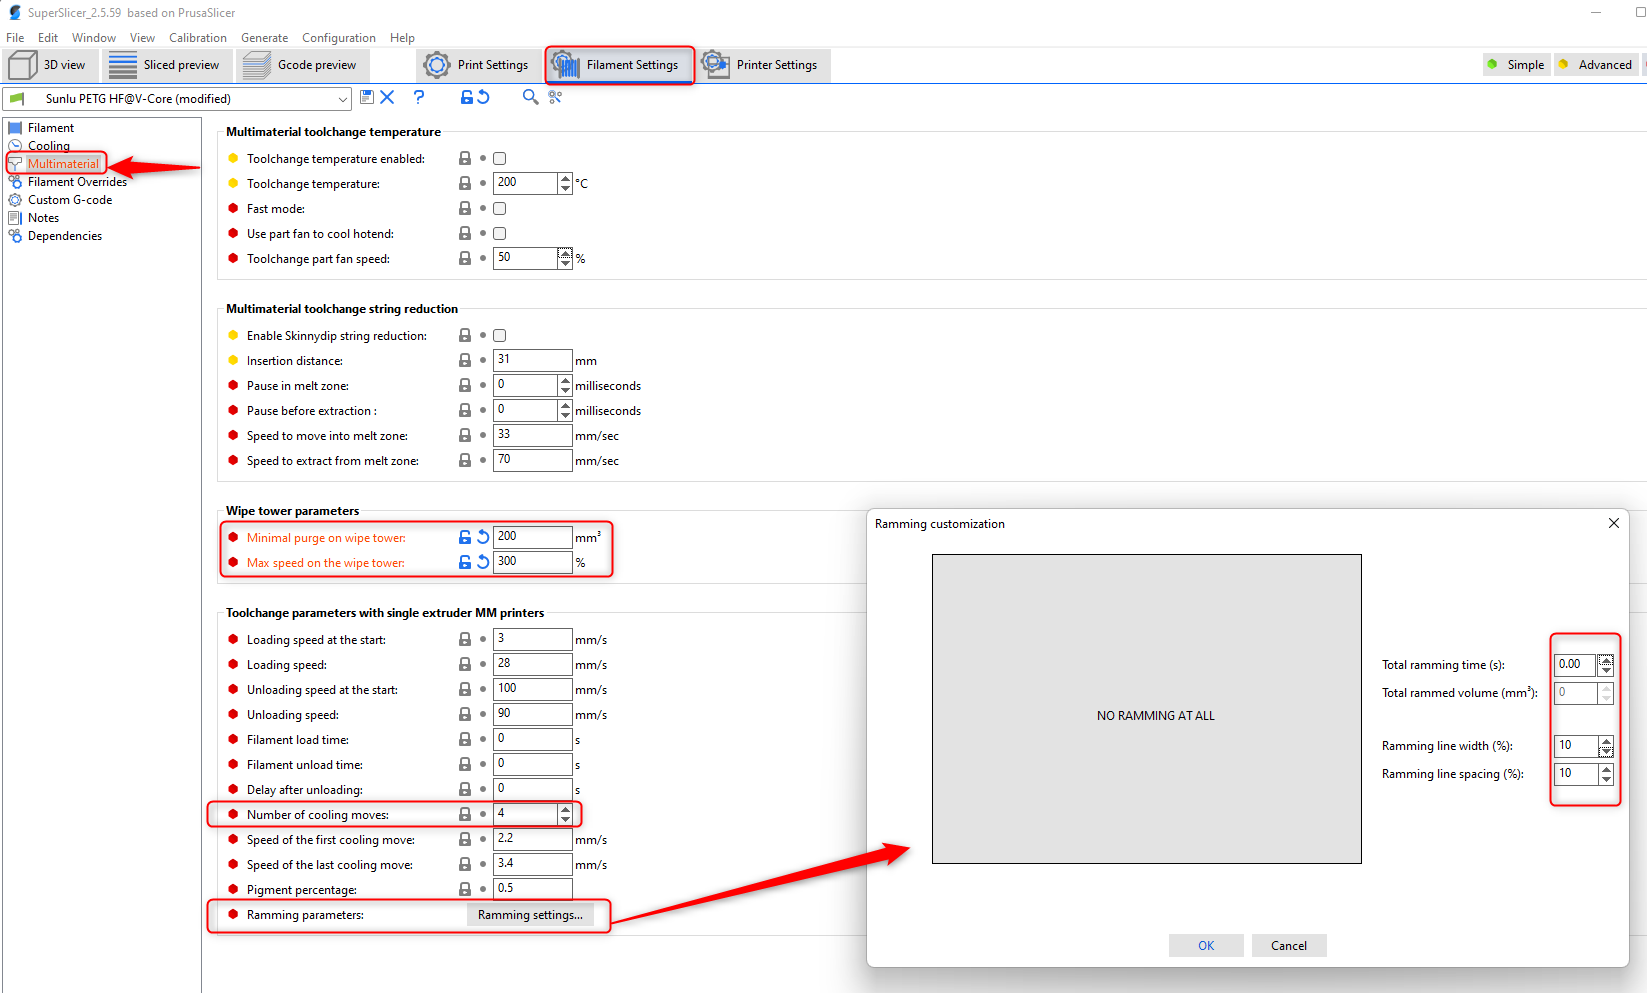 SuperSlicer_2.5.59 based on PrusaSlicer
File Edit Window View Calibration Generate Configuration Help
3D view Sliced preview Gcode preview Print Settings Filament Settings Printer Settings Simple Advanced
Sunlu PETG HF@V-Core (modified)
Filament
Cooling
Multimaterial
Filament Overrides
Custom G-code
Notes
Dependencies
Multimaterial toolchange temperature
Toolchange temperature enabled:
Toolchange temperature: 200 °C
Fast mode:
Use part fan to cool hotend:
Toolchange part fan speed: 50 %
Multimaterial toolchange string reduction
Enable Skinnydip string reduction:
Insertion distance: 31 mm
Pause in melt zone: 0 milliseconds
Pause before extraction : 0 milliseconds
Speed to move into melt zone: 33 mm/sec
Speed to extract from melt zone: 70 mm/sec
Wipe tower parameters
Minimal purge on wipe tower: 200 mm³
Max speed on the wipe tower: 300 %
Toolchange parameters with single extruder MM printers
Loading speed at the start: 3 mm/s
Loading speed: 28 mm/s
Unloading speed at the start: 100 mm/s
Unloading speed: 90 mm/s
Filament load time: 0 s
Filament unload time: 0 s
Delay after unloading: 0 s
Number of cooling moves: 4
Speed of the first cooling move: 2.2 mm/s
Speed of the last cooling move: 3.4 mm/s
Pigment percentage: 0.5
Ramming parameters: Ramming settings...
Ramming customization
NO RAMMING AT ALL
Total ramming time (s): 0.00
Total rammed volume (mm³): 0
Ramming line width (%): 10
Ramming line spacing (%): 10
OK Cancel